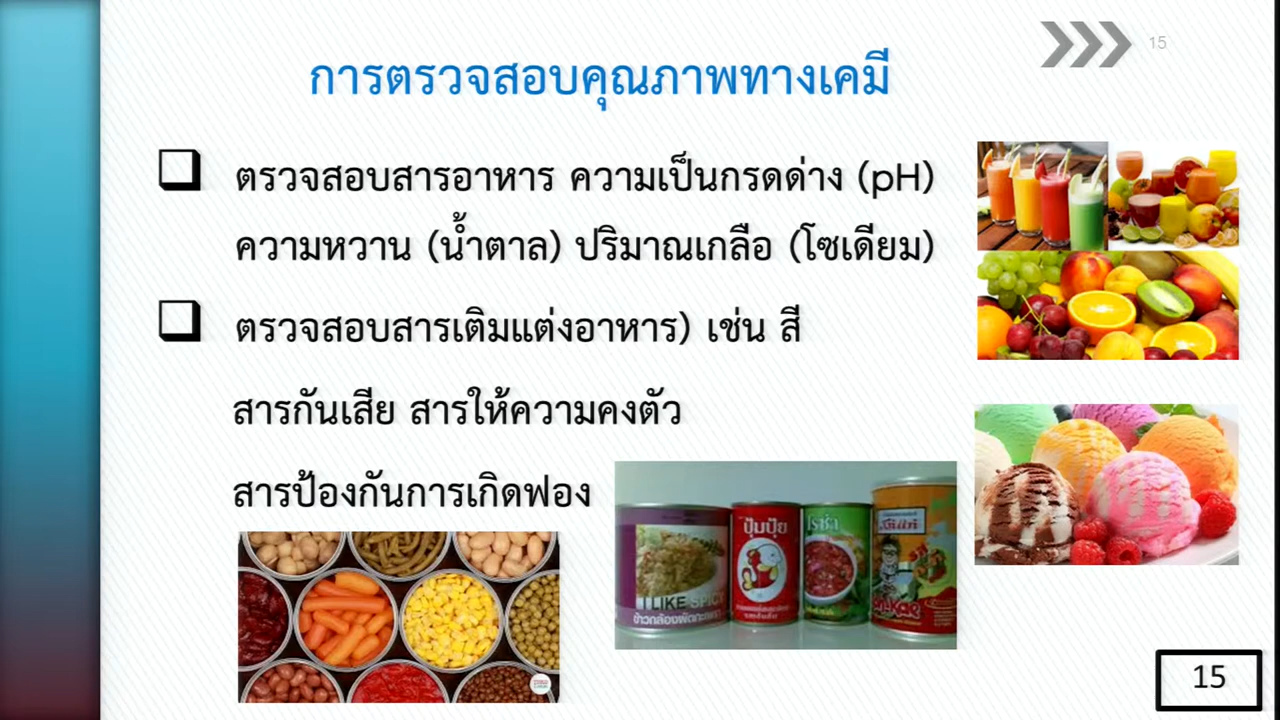 15
การตรวจสอบคุณภาพทางเคมี
ตรวจสอบสารอาหาร ความเป็นกรดด่าง (pH)
ความหวาน (น้ำตาล) ปริมาณเกลือ (โซเดียม)
ตรวจสอบสารเติมแต่งอาหาร) เช่น สี
สารกันเสีย สารให้ความคงตัว
สารป้องกันการเกิดฟอง
I LIKE SPICY
ปุ้มปุ้ย
โรซ่า
15